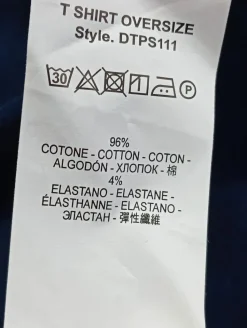 T SHIRT OVERSIZE
Style. DTPS111
30 P
96%
COTONE - COTTON - COTON -
ALGODÓN - ХЛОПОК - 棉
4%
ELASTANO - ELASTANE -
ÉLASTHANNE - ELASTANO -
ЭЛАСТАН - 彈性纖維